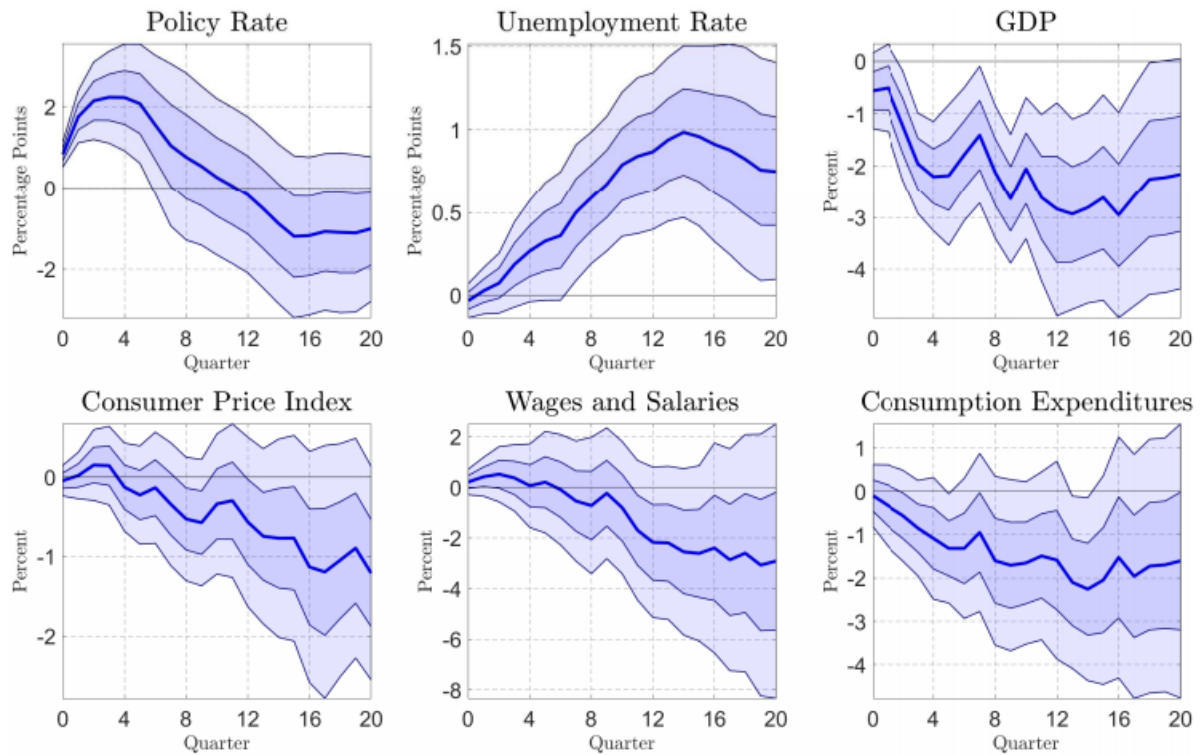 Policy Rate
Percentage Points
2
0
-2
0 4 8 12 16 20
Quarter
Unemployment Rate
Percentage Points
1.5
1
0.5
0
0 4 8 12 16 20
Quarter
GDP
Percent
0
-1
-2
-3
-4
0 4 8 12 16 20
Quarter
Consumer Price Index
Percent
0
-1
-2
0 4 8 12 16 20
Quarter
Wages and Salaries
Percent
2
0
-2
-4
-6
-8
0 4 8 12 16 20
Quarter
Consumption Expenditures
Percent
1
0
-1
-2
-3
-4
0 4 8 12 16 20
Quarter